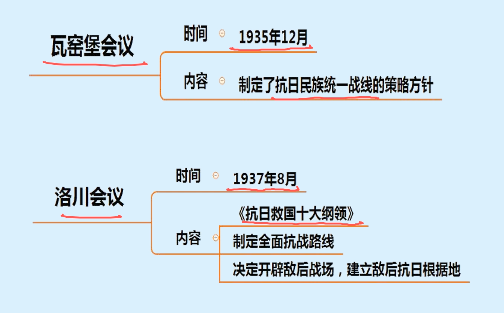 瓦窑堡会议
时间
1935年12月
内容
制定了抗日民族统一战线的策略方针
洛川会议
时间
1937年8月
内容
《抗日救国十大纲领》
制定全面抗战路线
决定开辟敌后战场，建立敌后抗日根据地